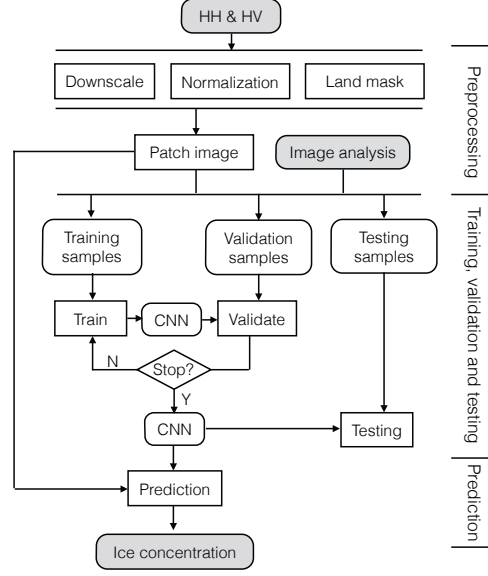 HH & HV
Downscale
Normalization
Land mask
Preprocessing
Patch image
Image analysis
Training
samples
Validation
samples
Testing
samples
Training, validation and testing
Train
CNN
Validate
N
Stop?
Y
CNN
Testing
Prediction
Prediction
Ice concentration